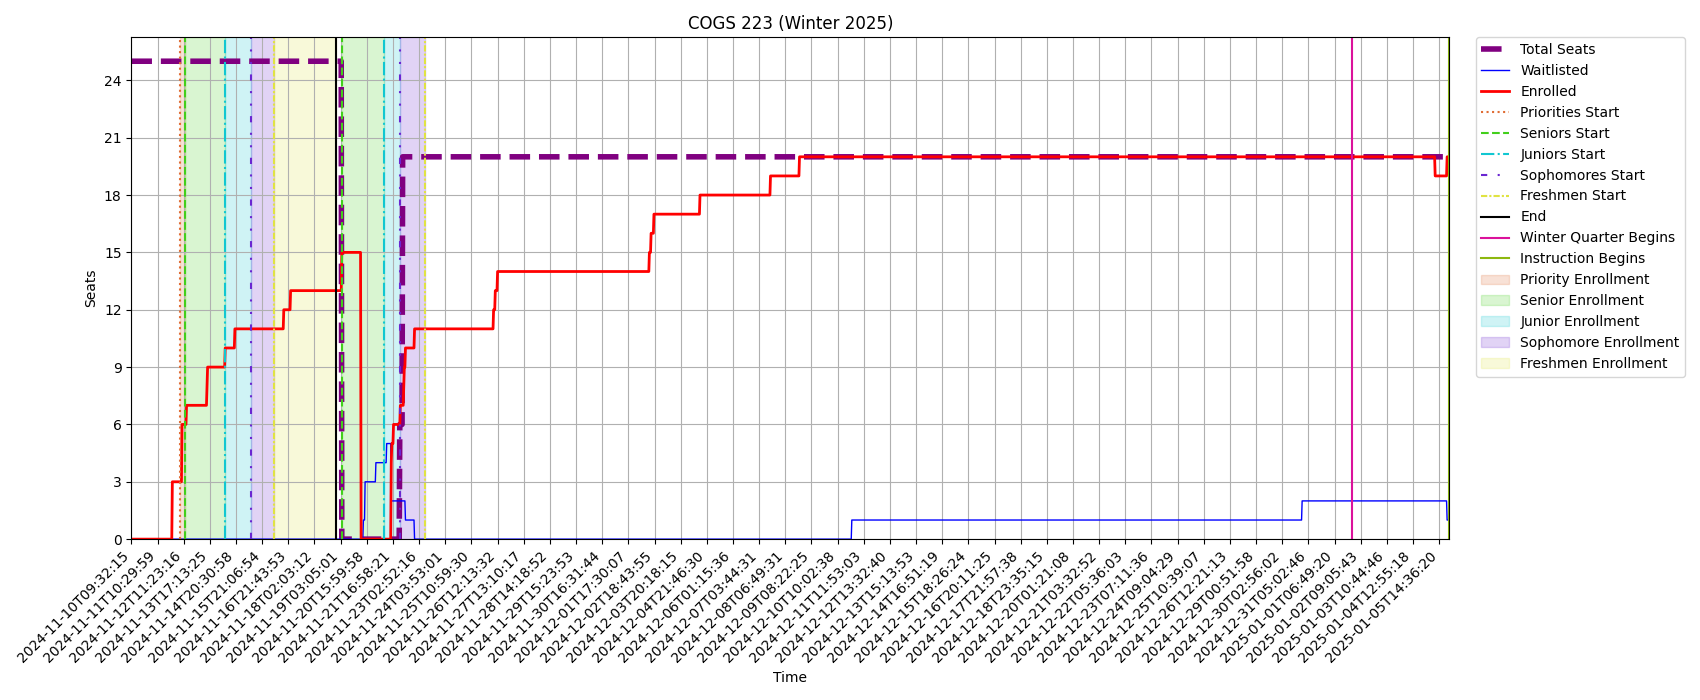 COGS 223 (Winter 2025)
Seats
24
21
18
15
12
9
6
3
0
2024-11-10T09:32:15
2024-11-11T10:29:59
2024-11-12T11:23:16
2024-11-13T17:13:25
2024-11-14T20:30:58
2024-11-15T21:06:54
2024-11-16T21:43:53
2024-11-18T02:03:12
2024-11-19T03:05:01
2024-11-20T15:59:58
2024-11-21T16:58:21
2024-11-23T02:52:16
2024-11-24T03:53:01
2024-11-25T10:59:30
2024-11-26T12:13:32
2024-11-27T13:10:17
2024-11-28T14:18:52
2024-11-29T15:23:53
2024-11-30T16:31:44
2024-12-01T17:30:07
2024-12-02T18:43:55
2024-12-03T20:18:15
2024-12-04T21:46:30
2024-12-06T01:15:36
2024-12-07T03:44:31
2024-12-08T06:49:31
2024-12-09T08:22:25
2024-12-10T10:02:38
2024-12-11T11:53:03
2024-12-12T13:32:40
2024-12-13T15:13:53
2024-12-14T16:51:19
2024-12-15T18:26:24
2024-12-16T20:11:25
2024-12-17T21:57:38
2024-12-18T23:35:15
2024-12-20T01:21:08
2024-12-21T03:32:52
2024-12-22T05:36:03
2024-12-23T07:11:36
2024-12-24T09:04:29
2024-12-25T10:39:07
2024-12-26T12:21:13
2024-12-29T00:51:58
2024-12-30T02:56:02
2024-12-31T05:02:46
2025-01-01T06:49:20
2025-01-02T09:05:43
2025-01-03T10:44:46
2025-01-04T12:55:18
2025-01-05T14:36:20
Time
Total Seats
Waitlisted
Enrolled
Priorities Start
Seniors Start
Juniors Start
Sophomores Start
Freshmen Start
End
Winter Quarter Begins
Instruction Begins
Priority Enrollment
Senior Enrollment
Junior Enrollment
Sophomore Enrollment
Freshmen Enrollment